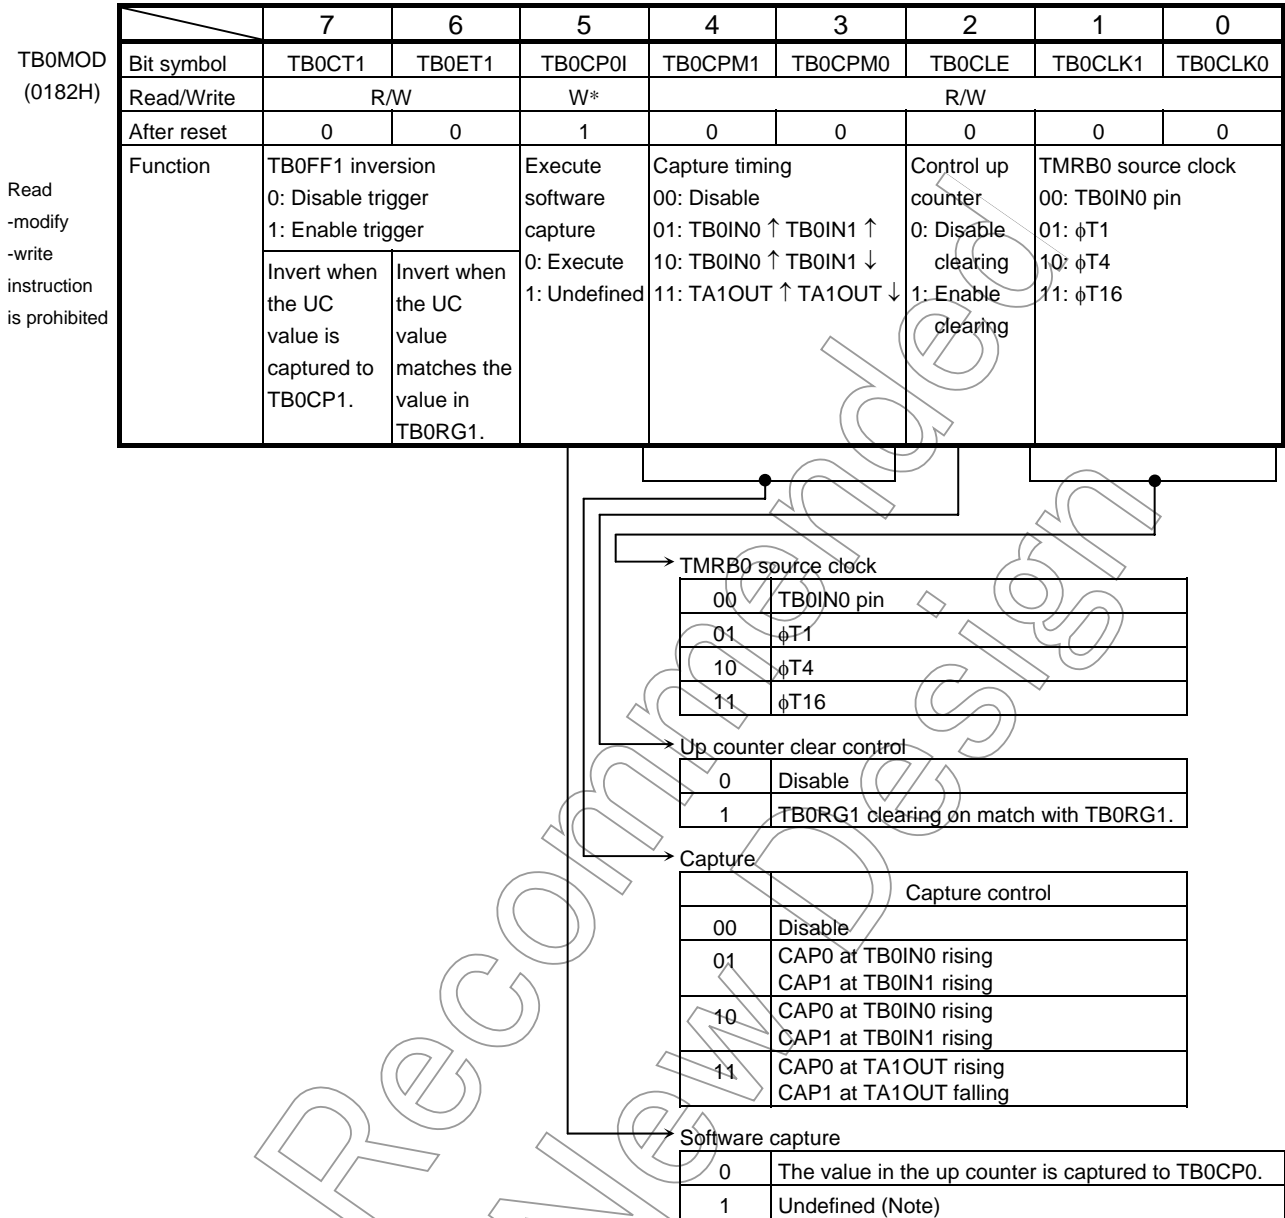 7 6 5 4 3 2 1 0
TB0MOD
(0182H)
Bit symbol TB0CT1 TB0ET1 TB0CP0I TB0CPM1 TB0CPM0 TB0CLE TB0CLK1 TB0CLK0
Read/Write R/W W* R/W
After reset 0 0 1 0 0 0 0 0
Read
-modify
-write
instruction
is prohibited
Function
TB0FF1 inversion
0: Disable trigger
1: Enable trigger
Invert when
the UC
value is
captured to
TB0CP1.
Invert when
the UC
value
matches the
value in
TB0RG1.
Execute
software
capture
0: Execute
1: Undefined
Capture timing
00: Disable
01: TB0IN0 ↑ TB0IN1 ↑
10: TB0IN0 ↑ TB0IN1 ↓
11: TA1OUT ↑ TA1OUT ↓
Control up
counter
0: Disable
clearing
1: Enable
clearing
TMRB0 source clock
00: TB0IN0 pin
01: ϕT1
10: ϕT4
11: ϕT16
TMRB0 source clock
00 TB0IN0 pin
01 ϕT1
10 ϕT4
11 ϕT16
Up counter clear control
0 Disable
1 TB0RG1 clearing on match with TB0RG1.
Capture
Capture control
00 Disable
01 CAP0 at TB0IN0 rising
CAP1 at TB0IN1 rising
10 CAP0 at TB0IN0 rising
CAP1 at TB0IN1 rising
11 CAP0 at TA1OUT rising
CAP1 at TA1OUT falling
Software capture
0 The value in the up counter is captured to TB0CP0.
1 Undefined (Note)
Recommended
New Design